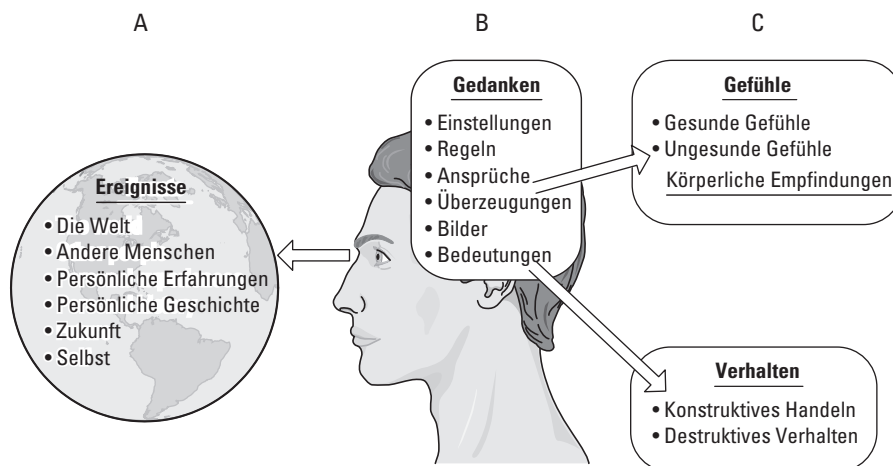 A
B
C
Gedanken
• Einstellungen
• Regeln
• Ansprüche
• Überzeugungen
• Bilder
• Bedeutungen
Gefühle
• Gesunde Gefühle
• Ungesunde Gefühle
Körperliche Empfindungen
Ereignisse
• Die Welt
• Andere Menschen
• Persönliche Erfahrungen
• Persönliche Geschichte
• Zukunft
• Selbst
Verhalten
• Konstruktives Handeln
• Destruktives Verhalten